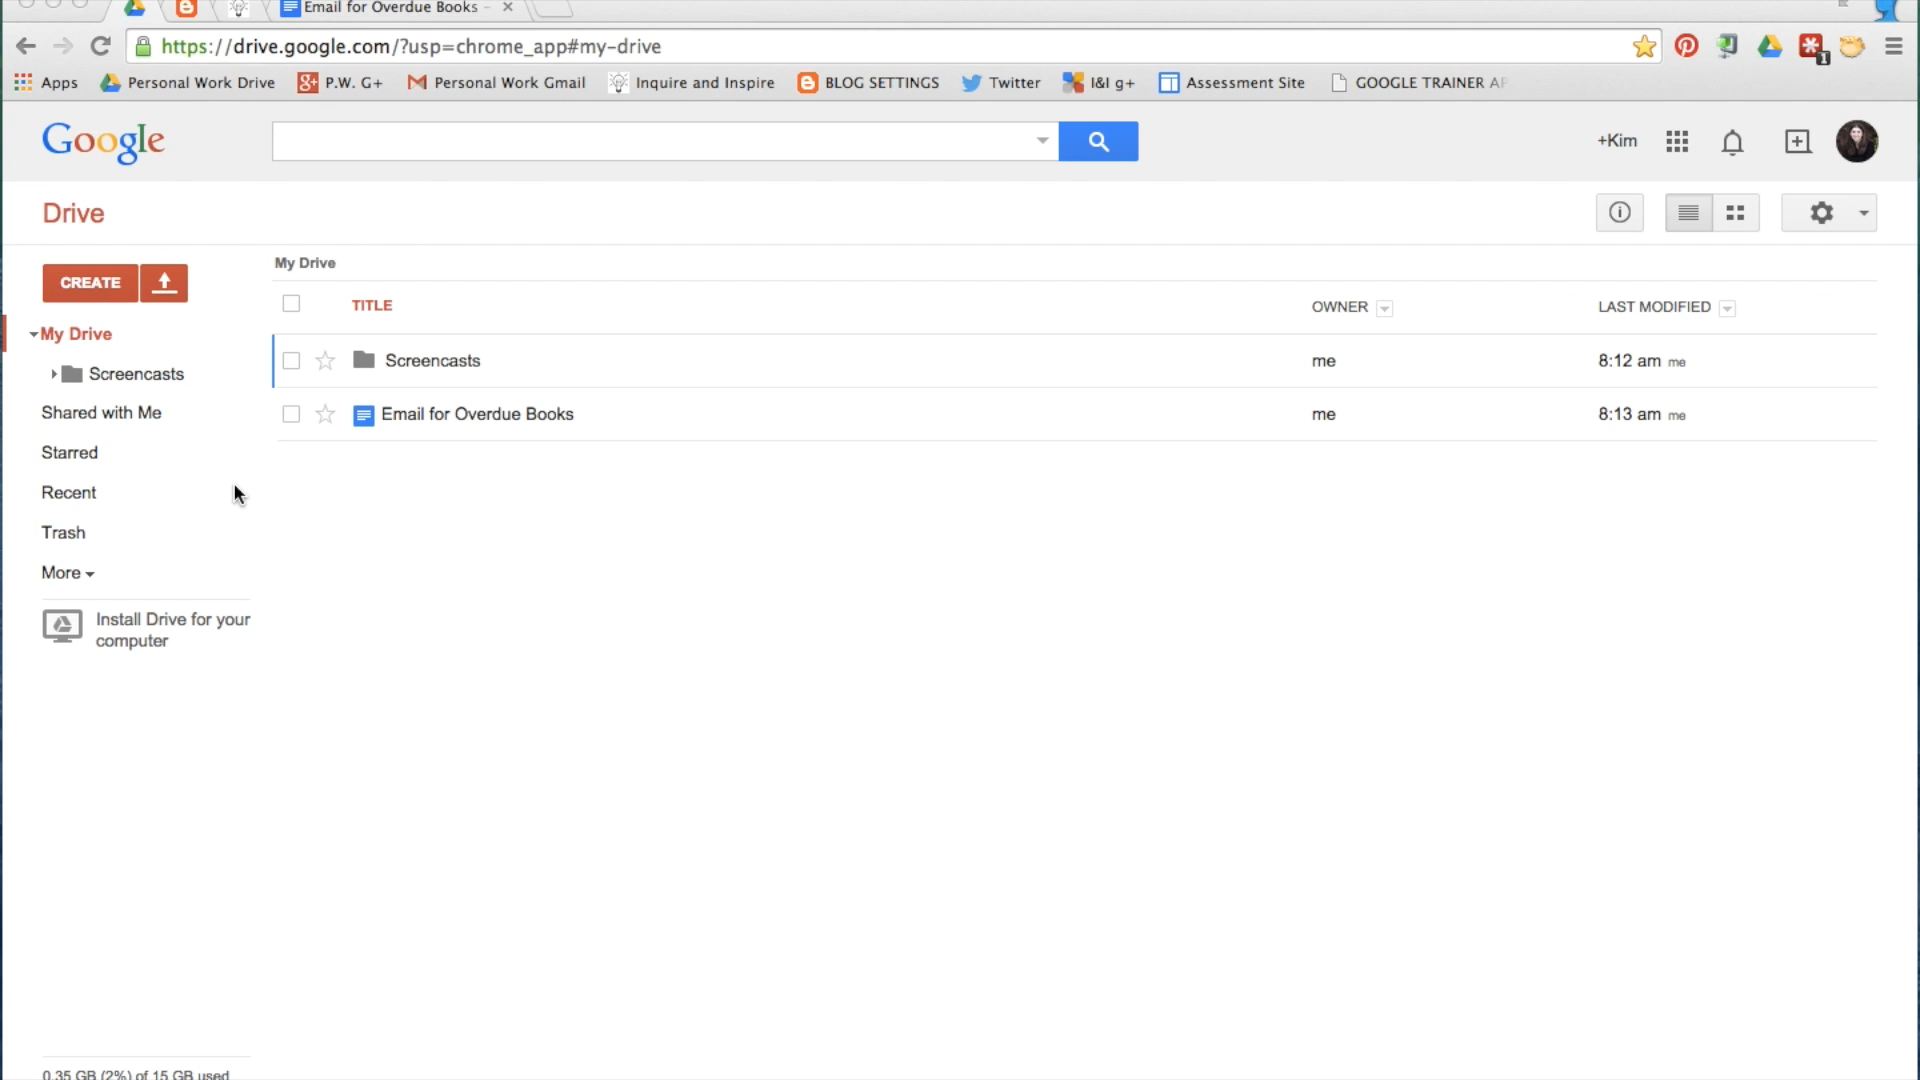 Email for Overdue Books -
https://drive.google.com/?usp=chrome_app#my-drive
1
Apps Personal Work Drive P.W. G+ Personal Work Gmail Inquire and Inspire BLOG SETTINGS Twitter I&I g+ Assessment Site GOOGLE TRAINER AP
Google +Kim
Drive
CREATE
My Drive
Screencasts
Shared with Me
Starred
Recent
Trash
More
Install Drive for your
computer
0.35 GB (2%) of 15 GB used
My Drive
TITLE OWNER LAST MODIFIED
Screencasts me 8:12 am me
Email for Overdue Books me 8:13 am me